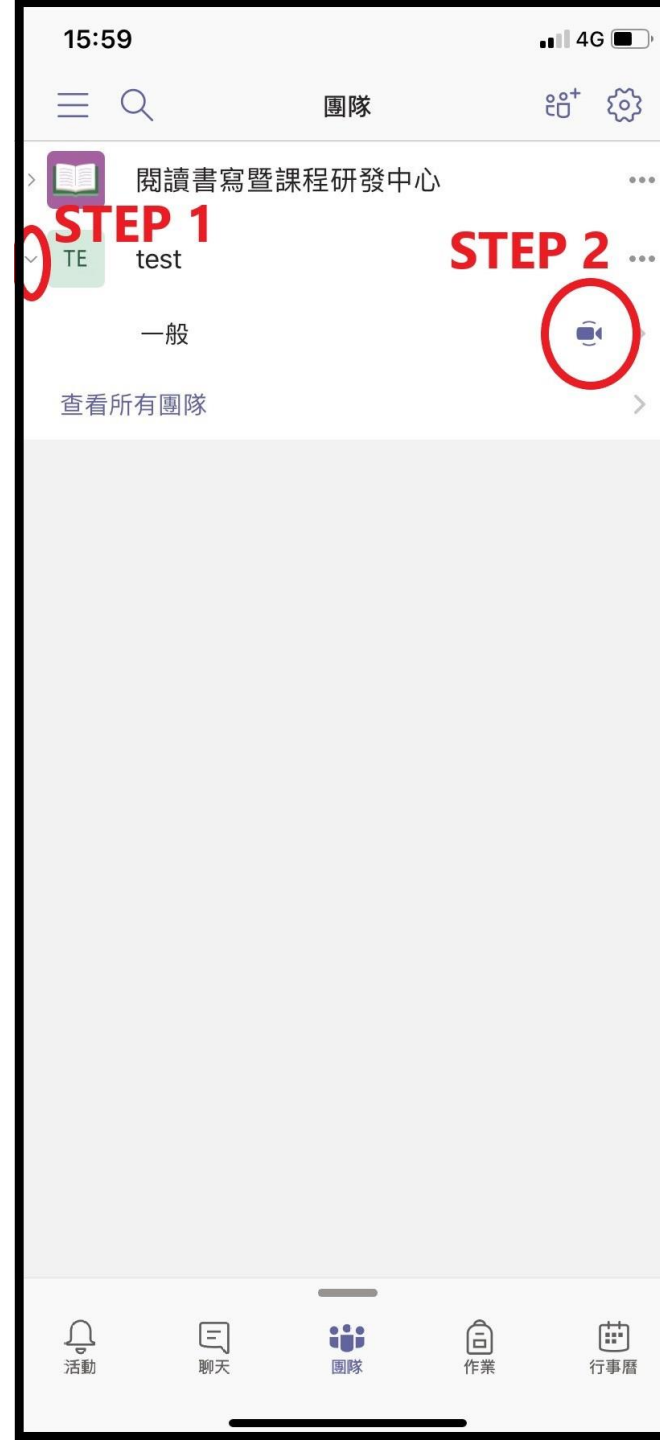 15:59 4G
團隊
閱讀書寫暨課程研發中心
STEP 1
TE test
STEP 2
一般
查看所有團隊
活動 聊天 團隊 作業 行事曆